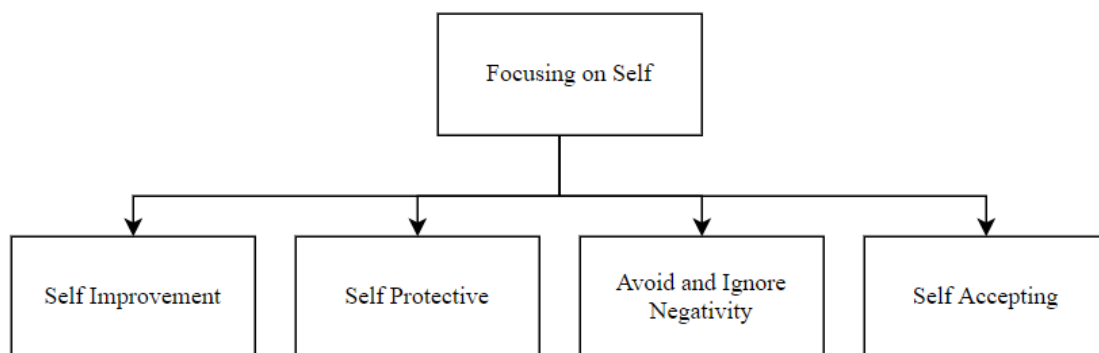 Focusing on Self
Self Improvement
Self Protective
Avoid and Ignore
Negativity
Self Accepting